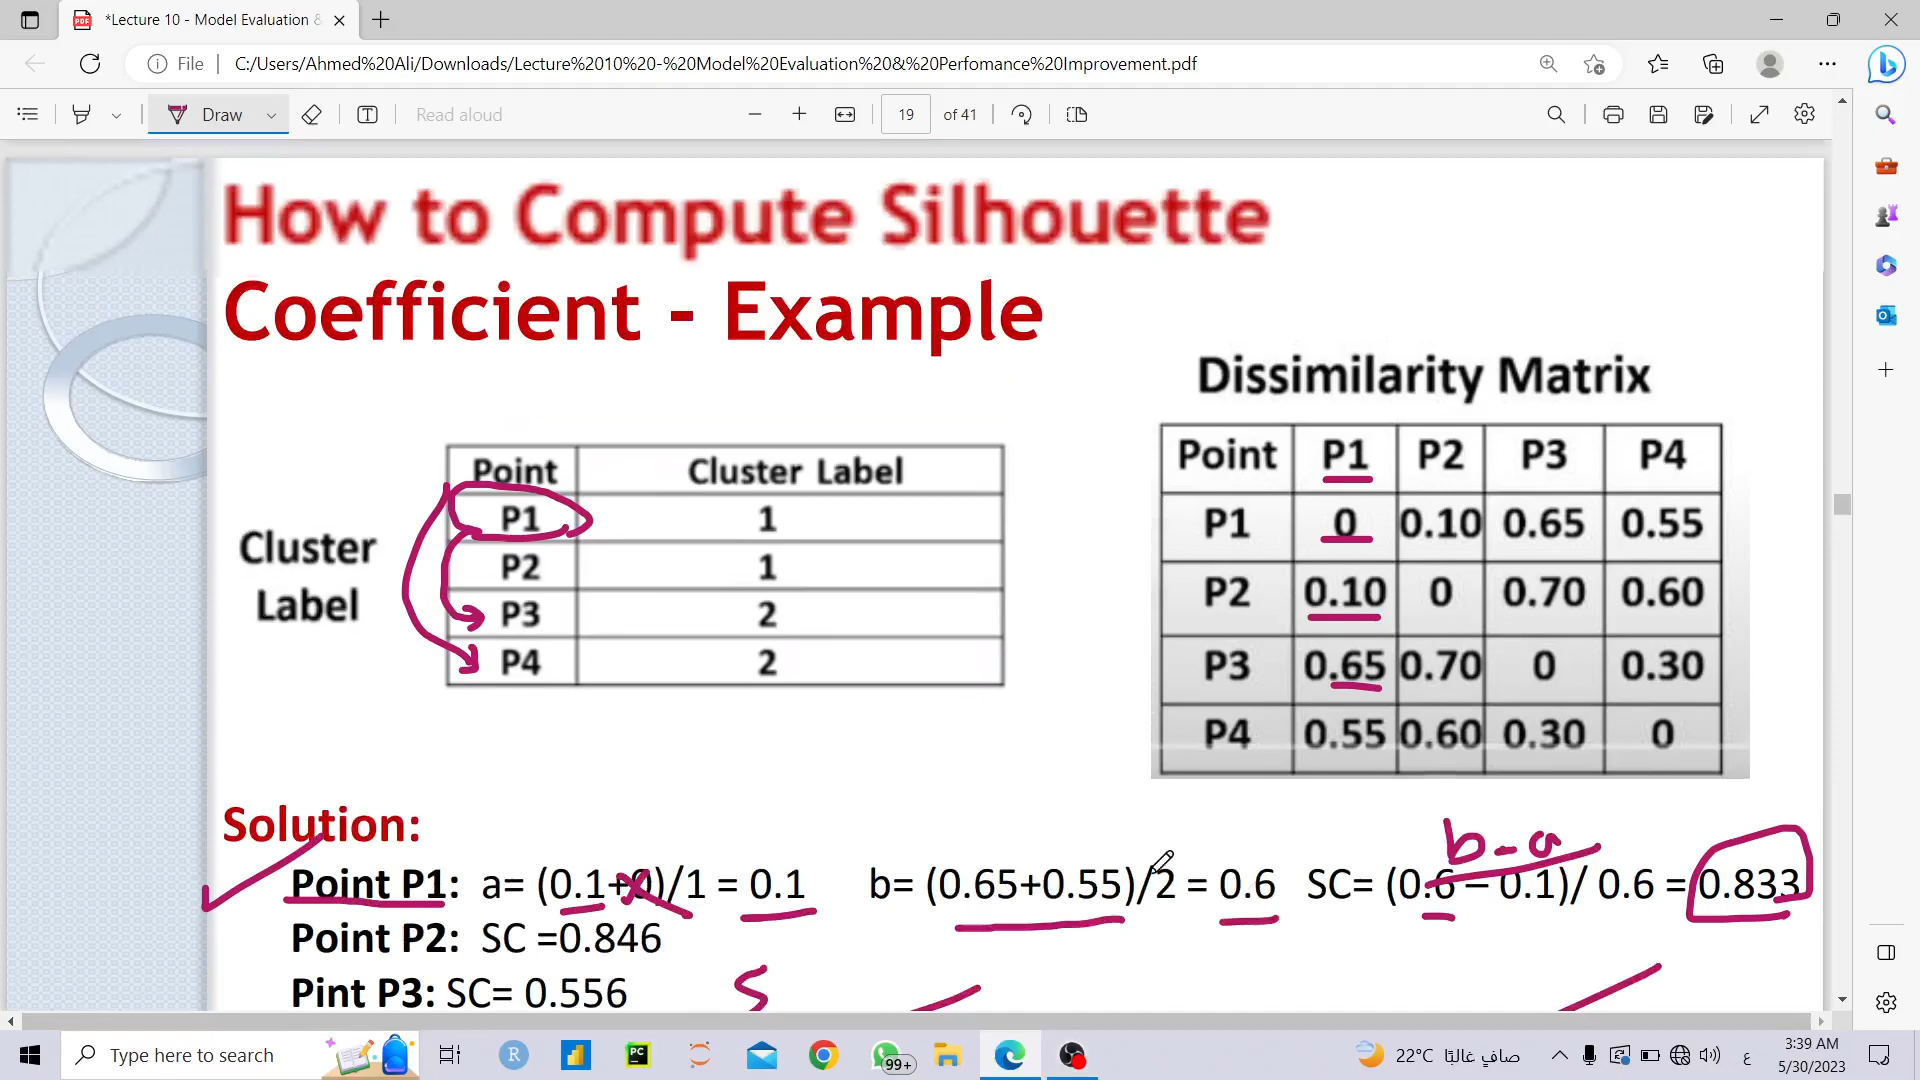 *Lecture 10 - Model Evaluation &
File
C:/Users/Ahmed%20Ali/Downloads/Lecture%2010%20-%20Model%20Evaluation%20&%20Perfomance%20Improvement.pdf
Draw
Read aloud
19 of 41
How to Compute Silhouette
Coefficient - Example
Dissimilarity Matrix
Cluster Label
Point Cluster Label
P1 1
P2 1
P3 2
P4 2
Point P1 P2 P3 P4
P1 0 0.10 0.65 0.55
P2 0.10 0 0.70 0.60
P3 0.65 0.70 0 0.30
P4 0.55 0.60 0.30 0
Solution:
b-a
Point P1: a= (0.1+0)/1 = 0.1 b= (0.65+0.55)/2 = 0.6 SC= (0.6 – 0.1)/ 0.6 = 0.833
Point P2: SC =0.846
Pint P3: SC= 0.556
Type here to search
99+
22°C صافٍ غالبًا
ع
3:39 AM
5/30/2023